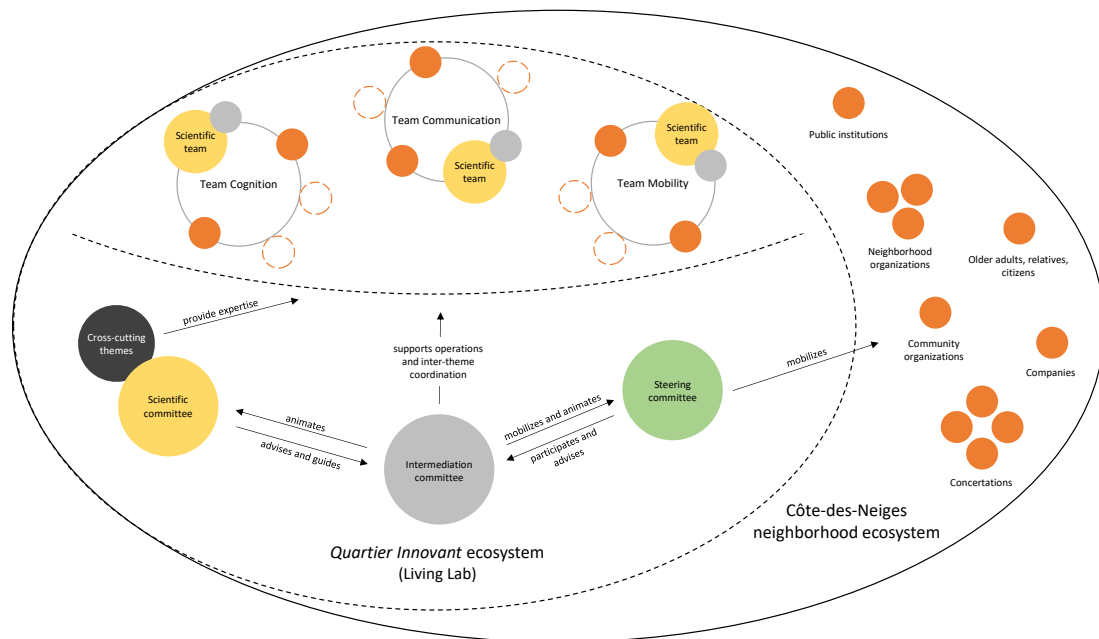 Team Communication
Scientific
team
Scientific
team
Team Cognition
Scientific
team
Team Mobility
Public institutions
Neighborhood
organizations
Older adults, relatives,
citizens
Community
organizations
Companies
Concertations
Cross-cutting
themes
provide expertise
Scientific
committee
supports operations
and inter-theme
coordination
Steering
committee
mobilizes
animates
advises and guides
mobilizes and animates
participates and
advises
Intermediation
committee
Quartier Innovant ecosystem
(Living Lab)
Côte-des-Neiges
neighborhood ecosystem